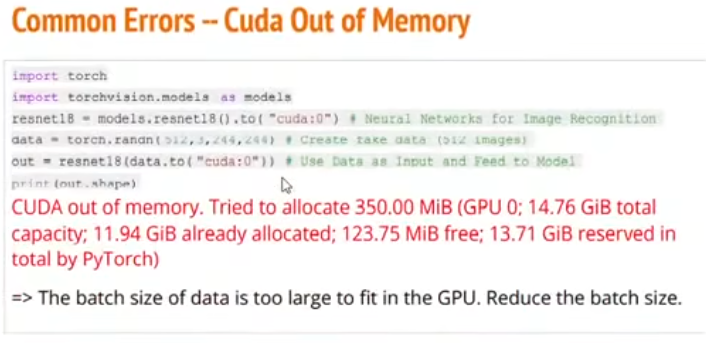 Common Errors -- Cuda Out of Memory
import torch
import torchvision.models as models
resnet18 = models.resnet18().to("cuda:0") # Neural Networks for Image Recognition
data = torch.randn(512,3,244,244) # Create fake data (512 images)
out = resnet18(data.to("cuda:0")) # Use Data as Input and Feed to Model
print(out.shape)
CUDA out of memory. Tried to allocate 350.00 MiB (GPU 0; 14.76 GiB total
capacity; 11.94 GiB already allocated; 123.75 MiB free; 13.71 GiB reserved in
total by PyTorch)
=> The batch size of data is too large to fit in the GPU. Reduce the batch size.